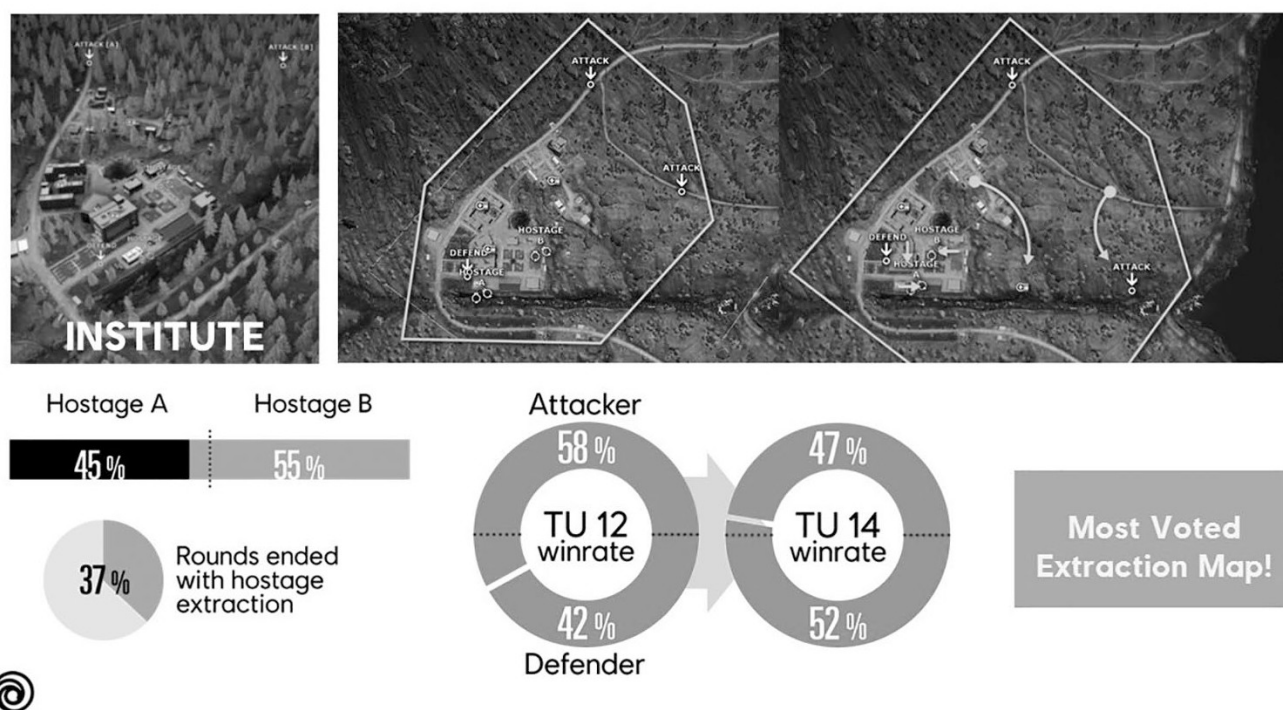 ATTACK [A]
ATTACK [B]
DEFEND
INSTITUTE
ATTACK
ATTACK
HOSTAGE
B
DEFEND
HOSTAGE
A
ATTACK
DEFEND
HOSTAGE
B
HOSTAGE
A
ATTACK
Hostage A
Hostage B
45 %
55 %
37 %
Rounds ended
with hostage
extraction
Attacker
58 %
TU 12
winrate
42 %
Defender
47 %
TU 14
winrate
52 %
Most Voted
Extraction Map!